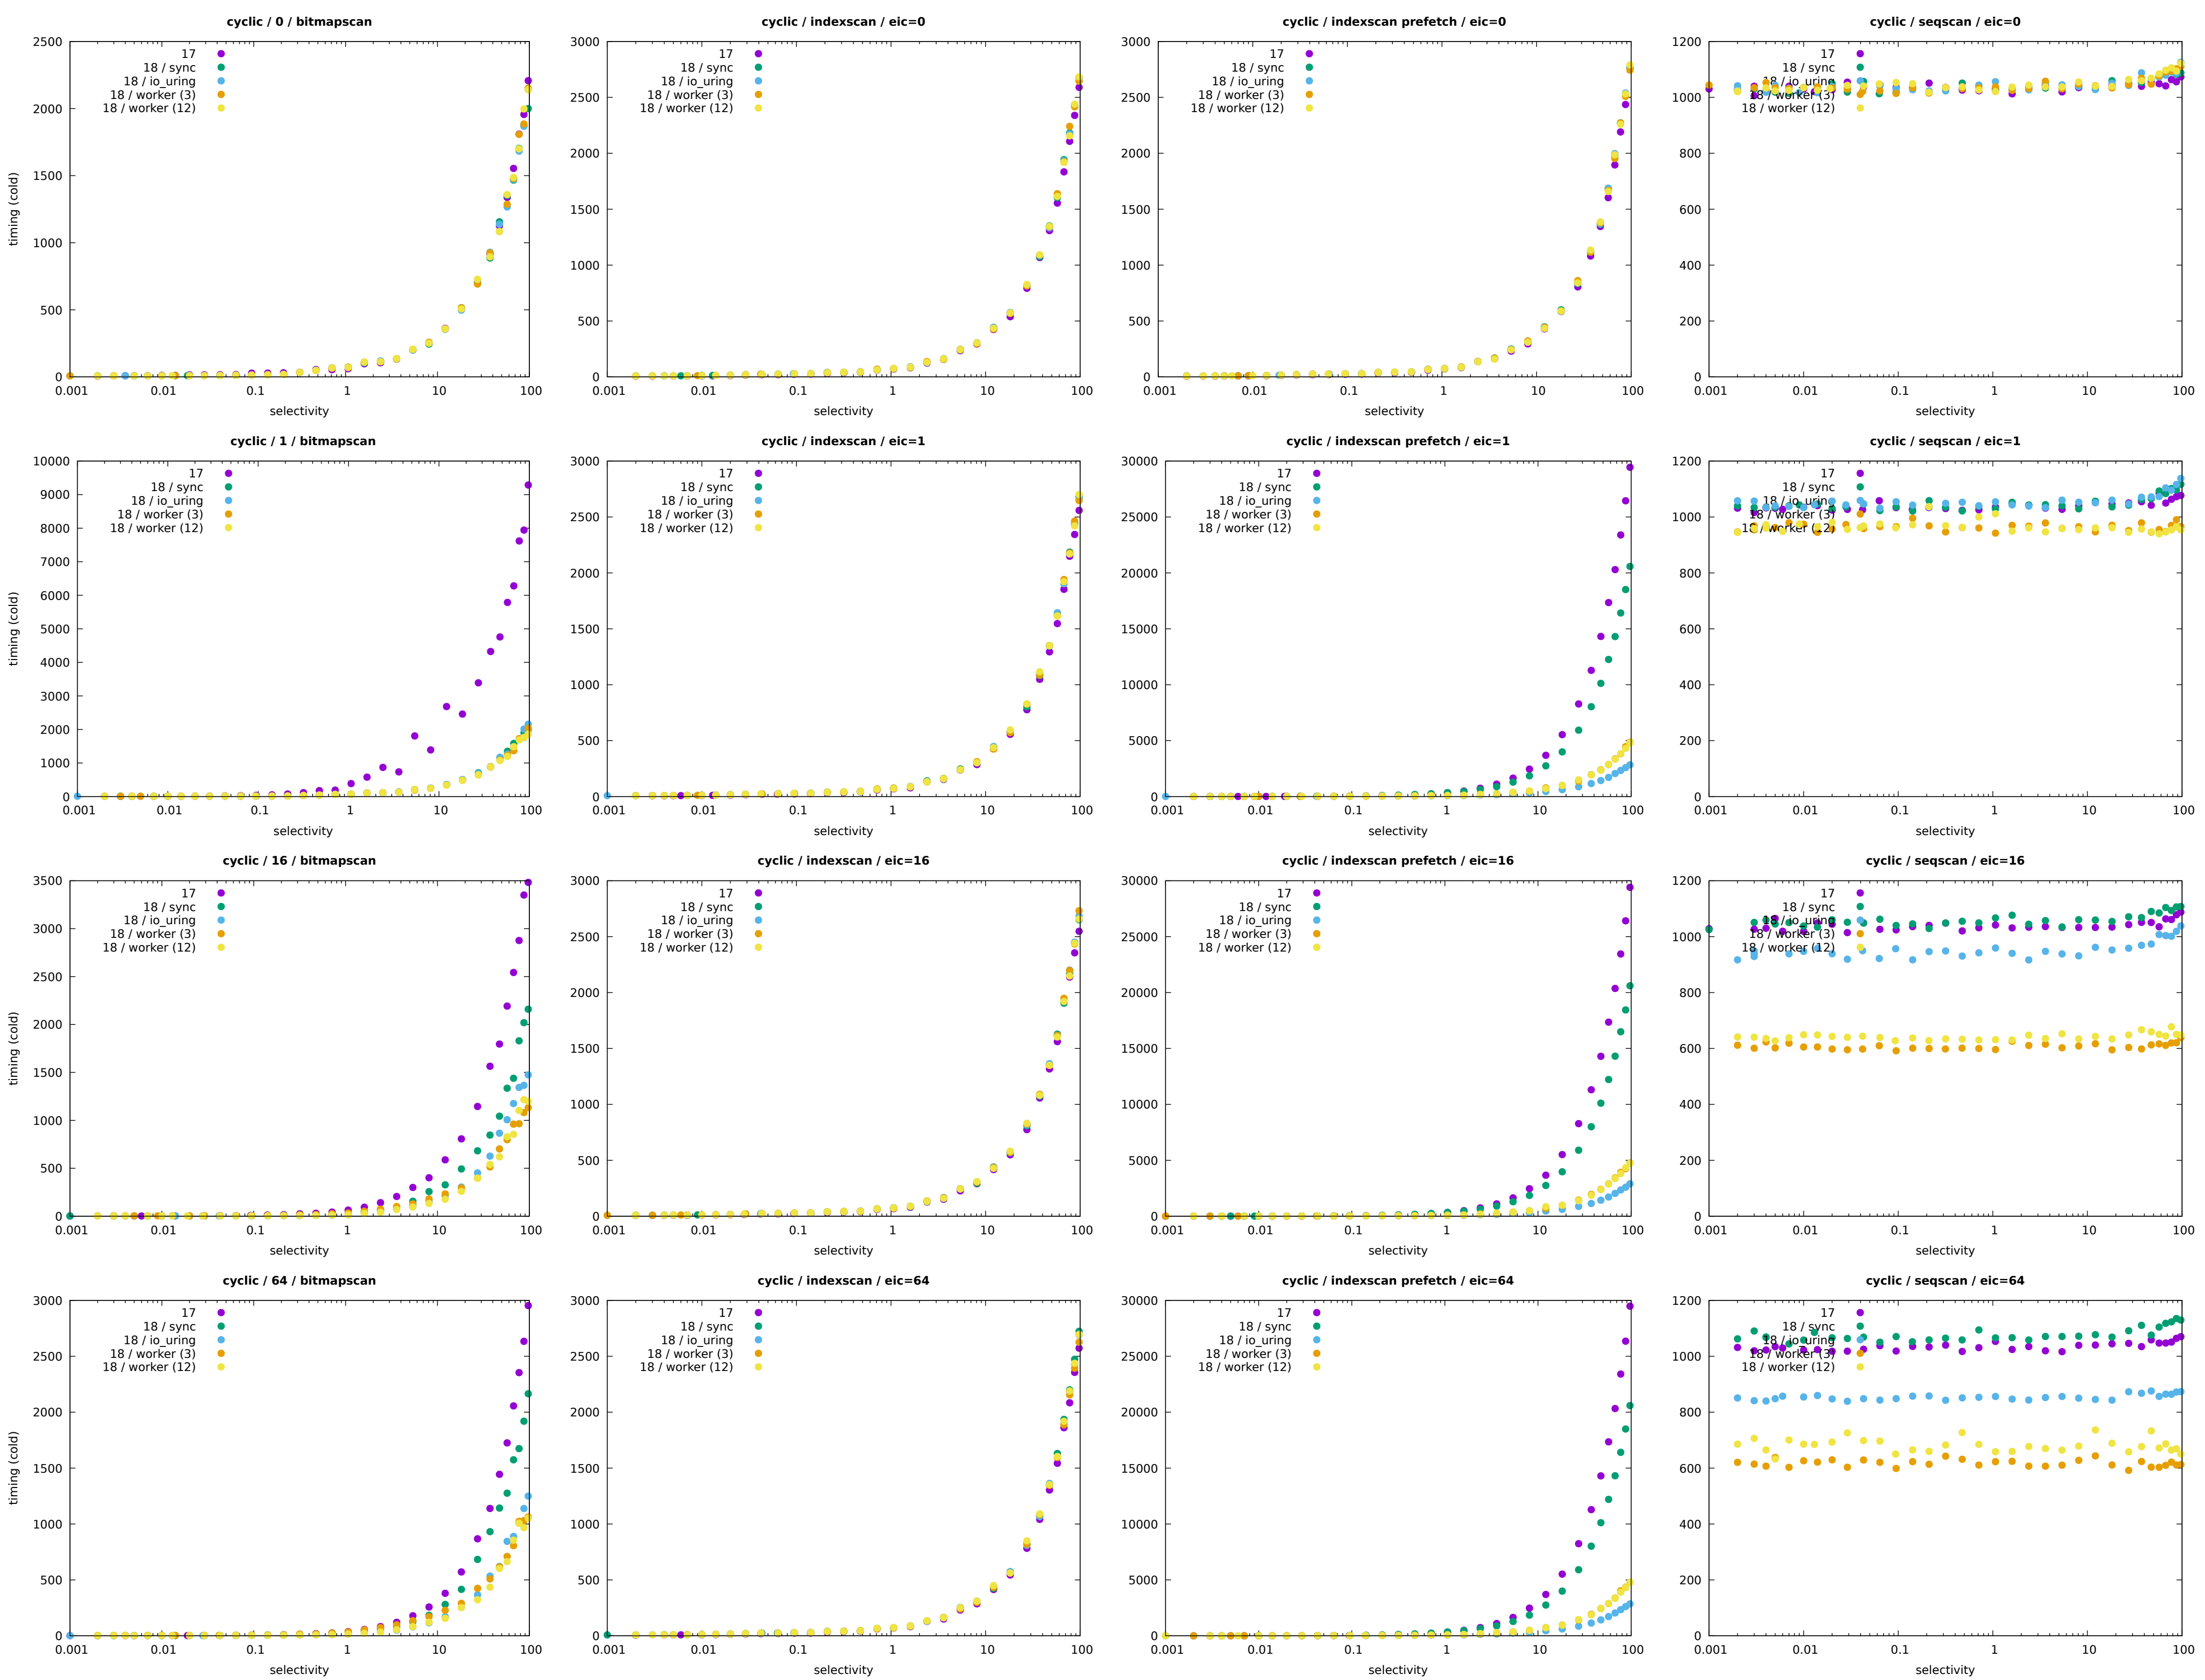 cyclic / 0 / bitmapscan
timing (cold)
2500
2000
1500
1000
500
0
17
18 / sync
18 / io_uring
18 / worker (3)
18 / worker (12)
0.001 0.01 0.1 1 10 100
selectivity
cyclic / indexscan / eic=0
3000
2500
2000
1500
1000
500
0
17
18 / sync
18 / io_uring
18 / worker (3)
18 / worker (12)
0.001 0.01 0.1 1 10 100
selectivity
cyclic / indexscan prefetch / eic=0
3000
2500
2000
1500
1000
500
0
17
18 / sync
18 / io_uring
18 / worker (3)
18 / worker (12)
0.001 0.01 0.1 1 10 100
selectivity
cyclic / seqscan / eic=0
1200
1000
800
600
400
200
0
17
18 / sync
18 / io_uring
18 / worker (3)
18 / worker (12)
0.001 0.01 0.1 1 10 100
selectivity
cyclic / 1 / bitmapscan
timing (cold)
10000
9000
8000
7000
6000
5000
4000
3000
2000
1000
0
17
18 / sync
18 / io_uring
18 / worker (3)
18 / worker (12)
0.001 0.01 0.1 1 10 100
selectivity
cyclic / indexscan / eic=1
3000
2500
2000
1500
1000
500
0
17
18 / sync
18 / io_uring
18 / worker (3)
18 / worker (12)
0.001 0.01 0.1 1 10 100
selectivity
cyclic / indexscan prefetch / eic=1
30000
25000
20000
15000
10000
5000
0
17
18 / sync
18 / io_uring
18 / worker (3)
18 / worker (12)
0.001 0.01 0.1 1 10 100
selectivity
cyclic / seqscan / eic=1
1200
1000
800
600
400
200
0
17
18 / sync
18 / io_uring
18 / worker (3)
18 / worker (12)
0.001 0.01 0.1 1 10 100
selectivity
cyclic / 16 / bitmapscan
timing (cold)
3500
3000
2500
2000
1500
1000
500
0
17
18 / sync
18 / io_uring
18 / worker (3)
18 / worker (12)
0.001 0.01 0.1 1 10 100
selectivity
cyclic / indexscan / eic=16
3000
2500
2000
1500
1000
500
0
17
18 / sync
18 / io_uring
18 / worker (3)
18 / worker (12)
0.001 0.01 0.1 1 10 100
selectivity
cyclic / indexscan prefetch / eic=16
30000
25000
20000
15000
10000
5000
0
17
18 / sync
18 / io_uring
18 / worker (3)
18 / worker (12)
0.001 0.01 0.1 1 10 100
selectivity
cyclic / seqscan / eic=16
1200
1000
800
600
400
200
0
17
18 / sync
18 / io_uring
18 / worker (3)
18 / worker (12)
0.001 0.01 0.1 1 10 100
selectivity
cyclic / 64 / bitmapscan
timing (cold)
3000
2500
2000
1500
1000
500
0
17
18 / sync
18 / io_uring
18 / worker (3)
18 / worker (12)
0.001 0.01 0.1 1 10 100
selectivity
cyclic / indexscan / eic=64
3000
2500
2000
1500
1000
500
0
17
18 / sync
18 / io_uring
18 / worker (3)
18 / worker (12)
0.001 0.01 0.1 1 10 100
selectivity
cyclic / indexscan prefetch / eic=64
30000
25000
20000
15000
10000
5000
0
17
18 / sync
18 / io_uring
18 / worker (3)
18 / worker (12)
0.001 0.01 0.1 1 10 100
selectivity
cyclic / seqscan / eic=64
1200
1000
800
600
400
200
0
17
18 / sync
18 / io_uring
18 / worker (3)
18 / worker (12)
0.001 0.01 0.1 1 10 100
selectivity